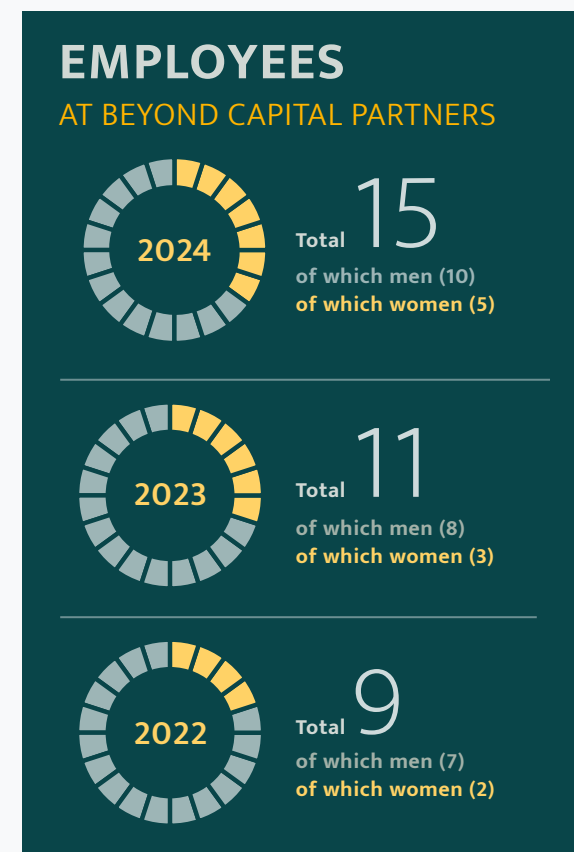 EMPLOYEES
AT BEYOND CAPITAL PARTNERS
2024
Total 15
of which men (10)
of which women (5)
2023
Total 11
of which men (8)
of which women (3)
2022
Total 9
of which men (7)
of which women (2)